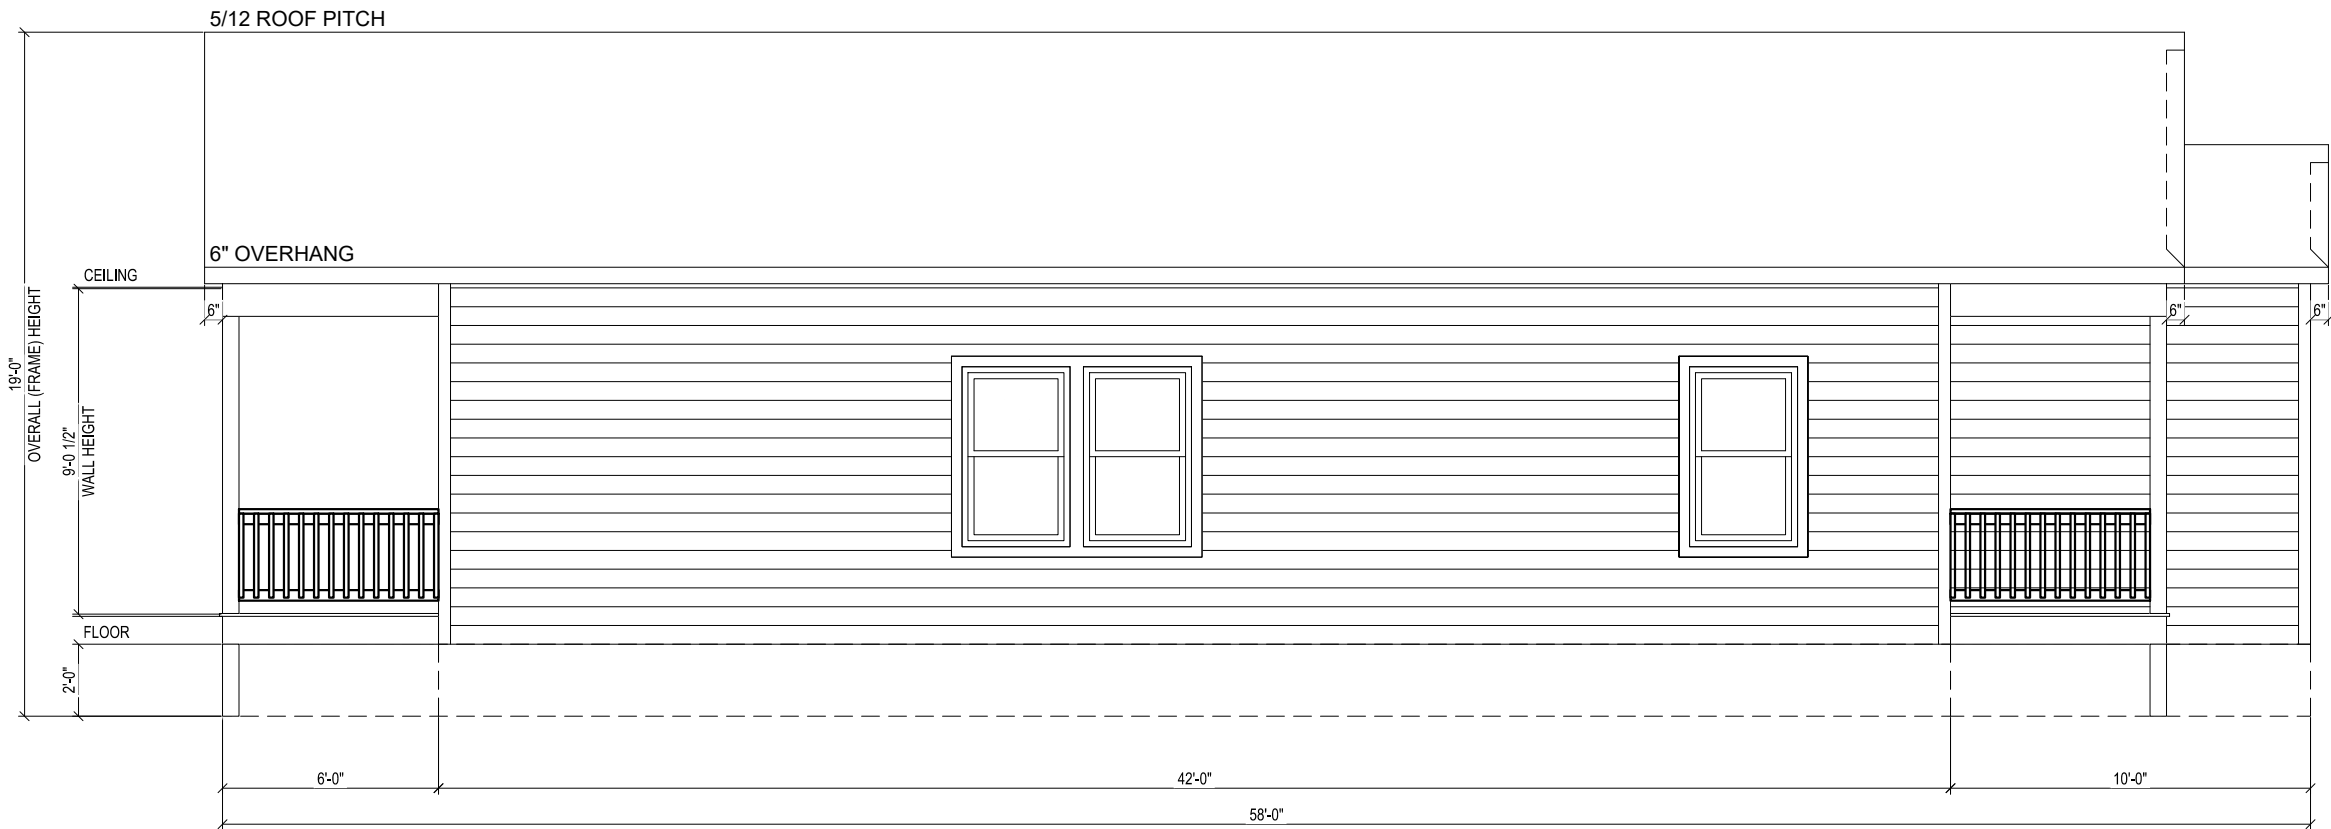 5/12 ROOF PITCH
6" OVERHANG
CEILING
6"
6"
6"
19'-0"
OVERALL (FRAME) HEIGHT
9'-0 1/2"
WALL HEIGHT
FLOOR
2'-0"
6'-0"
42'-0"
10'-0"
58'-0"